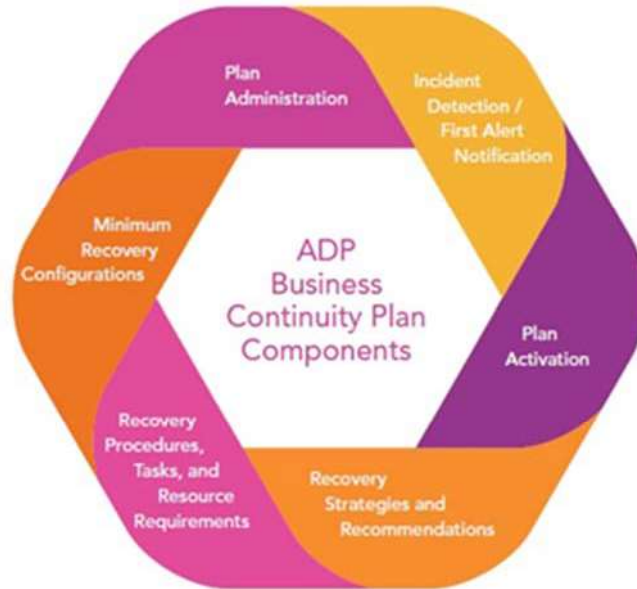 Plan
Administration
Incident
Detection /
First Alert
Notification
Plan
Activation
Recovery
Strategies and
Recommendations
Recovery
Procedures,
Tasks, and
Resource
Requirements
Minimum
Recovery
Configurations
ADP
Business
Continuity Plan
Components